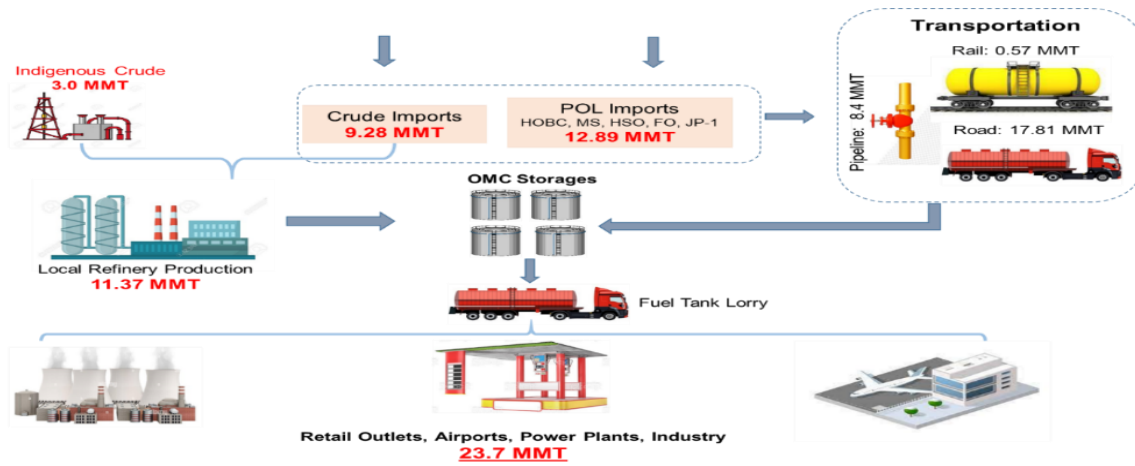 Transportation
Rail: 0.57 MMT
Pipeline: 8.4 MMT
Road: 17.81 MMT
Indigenous Crude
3.0 MMT
Crude Imports
9.28 MMT
POL Imports
HOBC, MS, HSO, FO, JP-1
12.89 MMT
OMC Storages
Local Refinery Production
11.37 MMT
Fuel Tank Lorry
Retail Outlets, Airports, Power Plants, Industry
23.7 MMT